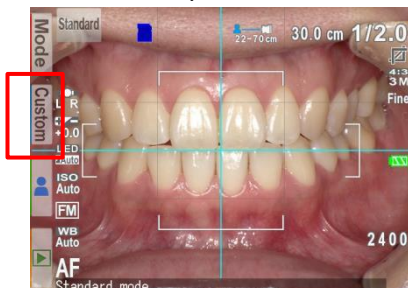 Mode
Standard
22-70cm
30.0 cm
1/2.0
4:3
3M
Fine
Custom
L R
+0.0
LED
Auto
ISO
Auto
FM
WB
Auto
2400
AF
Standard mode